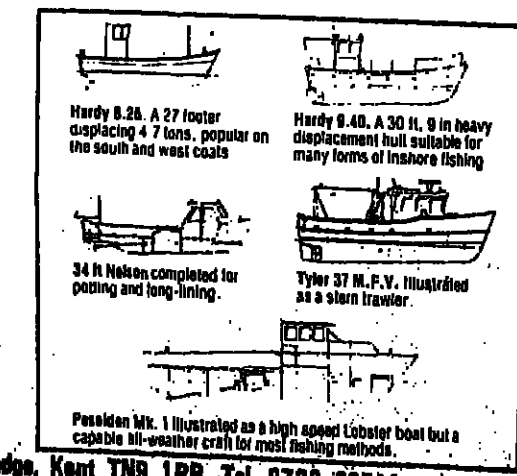 Hardy 8.26. A 27 footer
displacing 4 7 tons, popular on
the south and west coats
Hardy 9.40. A 30 ft. 9 in heavy
displacement hull suitable for
many forms of inshore fishing
34 ft Nelson completed for
potting and long-lining.
Tyler 37 M.F.V. Illustrated
as a stern trawler.
Poseiden Mk. 1 illustrated as a high speed Lobster boat but a
capable all-weather craft for most fishing methods.
Kent TN9 1RR Tel